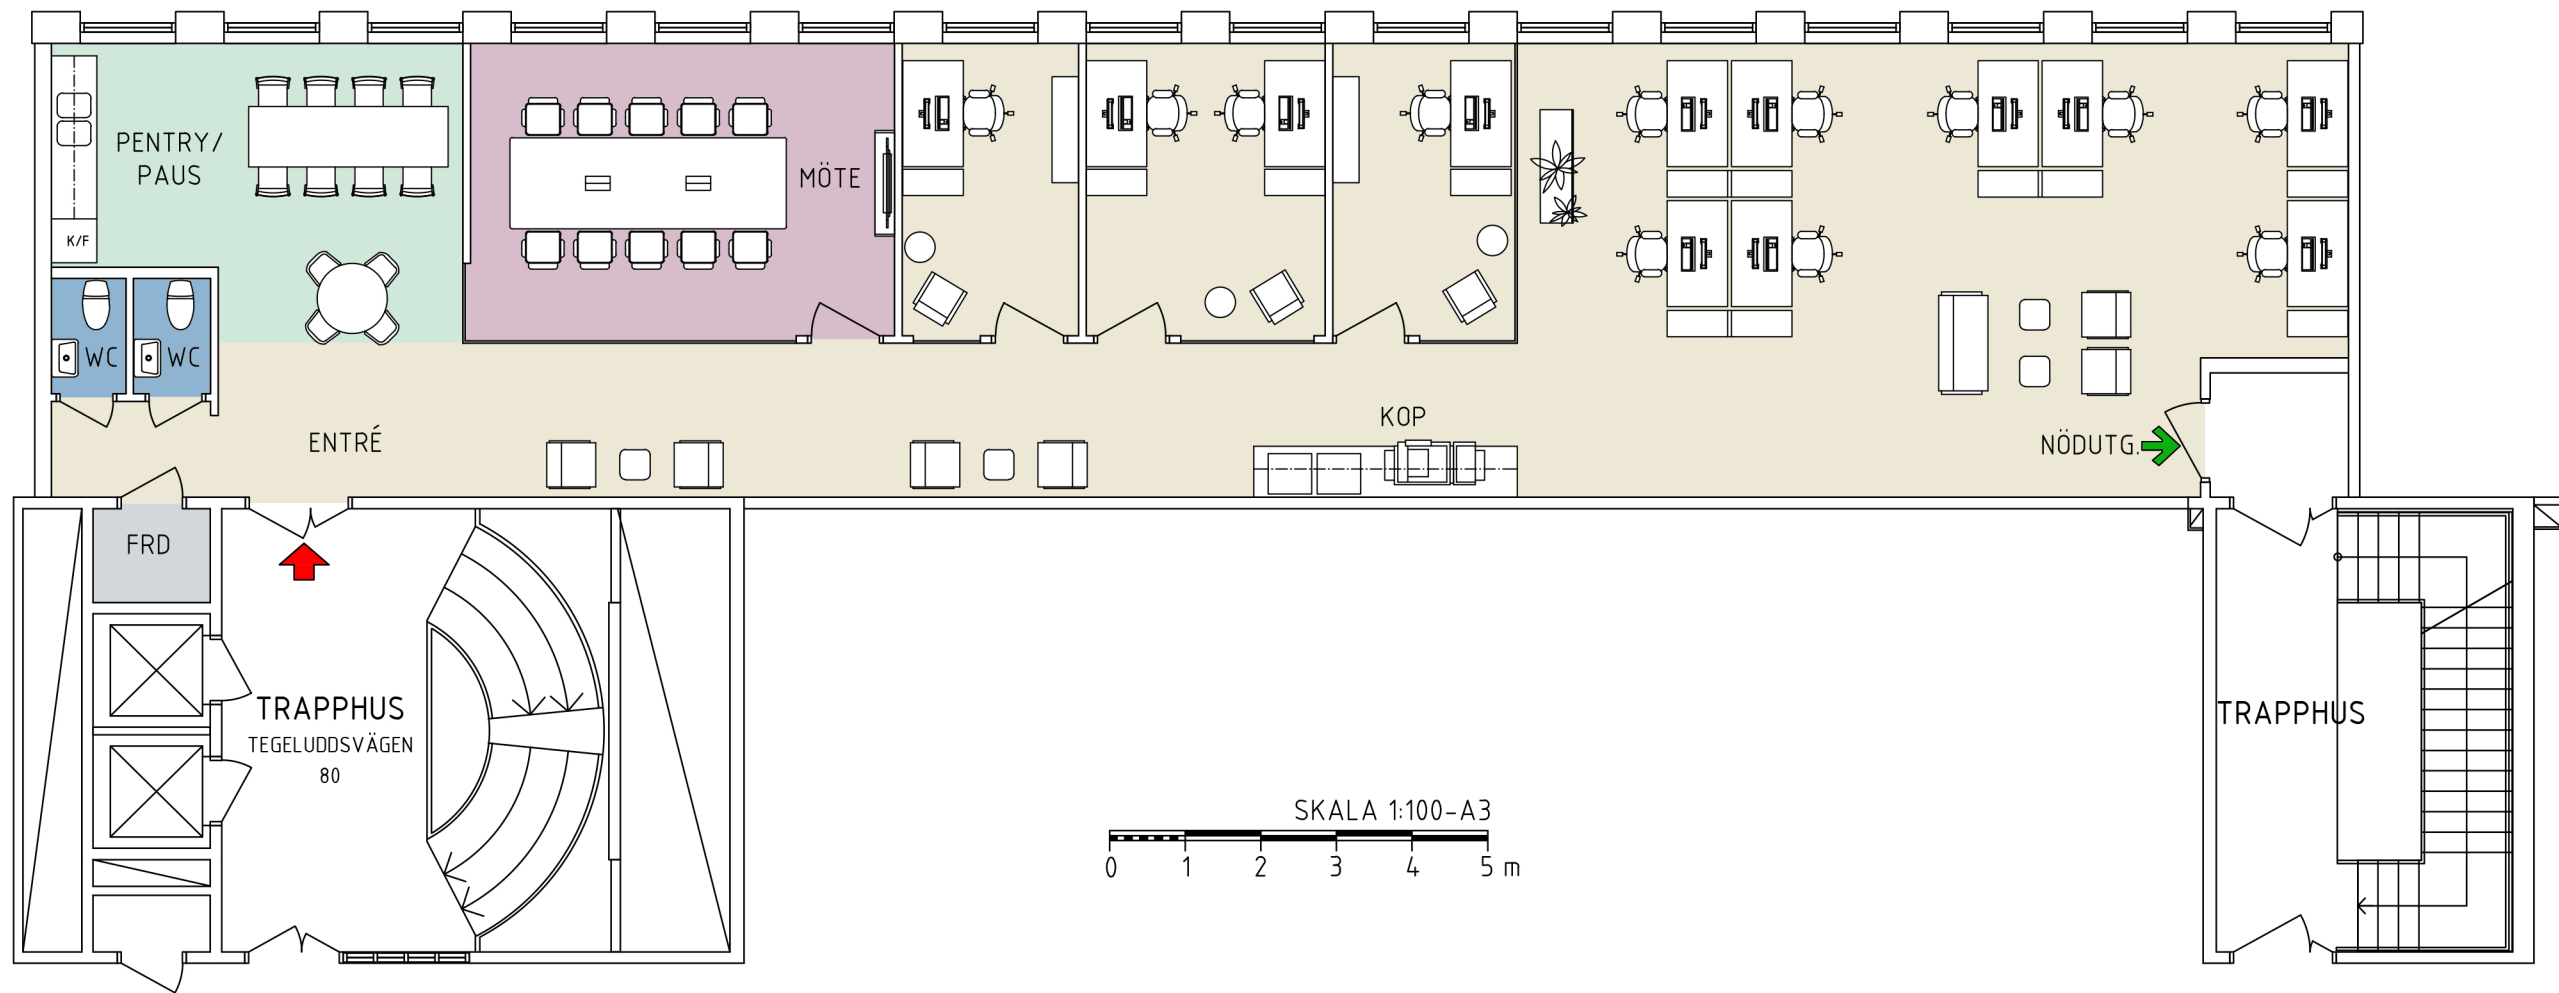 PENTRY/
PAUS
MÖTE
K/F
WC
WC
ENTRÉ
KOP
NÖDUTG.
FRD
TRAPPHUS
TEGELUDDSVÄGEN
80
TRAPPHUS
SKALA 1:100-A3
0 1 2 3 4 5 m